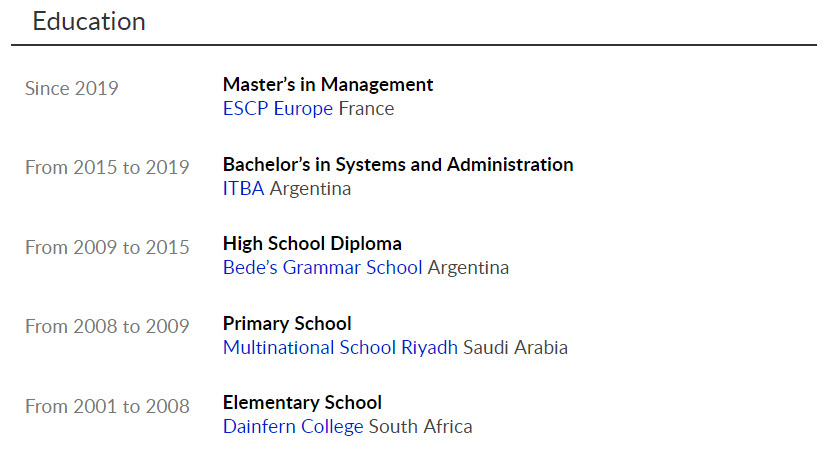 Education
Since 2019
Master's in Management
ESCP Europe France
From 2015 to 2019
Bachelor's in Systems and Administration
ITBA Argentina
From 2009 to 2015
High School Diploma
Bede's Grammar School Argentina
From 2008 to 2009
Primary School
Multinational School Riyadh Saudi Arabia
From 2001 to 2008
Elementary School
Dainfern College South Africa